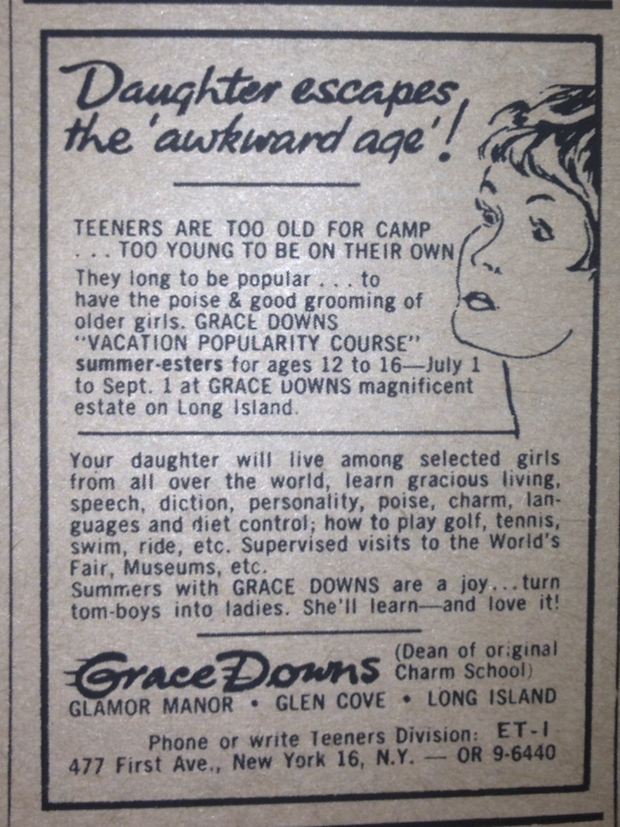 Daughter escapes
the 'awkward age'!
TEENERS ARE TOO OLD FOR CAMP
. . . TOO YOUNG TO BE ON THEIR OWN
They long to be popular . . . to
have the poise & good grooming of
older girls. GRACE DOWNS
"VACATION POPULARITY COURSE"
summer-esters for ages 12 to 16—July 1
to Sept. 1 at GRACE DOWNS magnificent
estate on Long Island.
Your daughter will live among selected girls
from all over the world, learn gracious living,
speech, diction, personality, poise, charm, lan-
guages and diet control; how to play golf, tennis,
swim, ride, etc. Supervised visits to the World's
Fair, Museums, etc.
Summers with GRACE DOWNS are a joy...turn
tom-boys into ladies. She'll learn—and love it!
Grace Downs
(Dean of original
Charm School)
GLAMOR MANOR • GLEN COVE • LONG ISLAND
Phone or write Teeners Division: ET-I
477 First Ave., New York 16, N.Y. — OR 9-6440